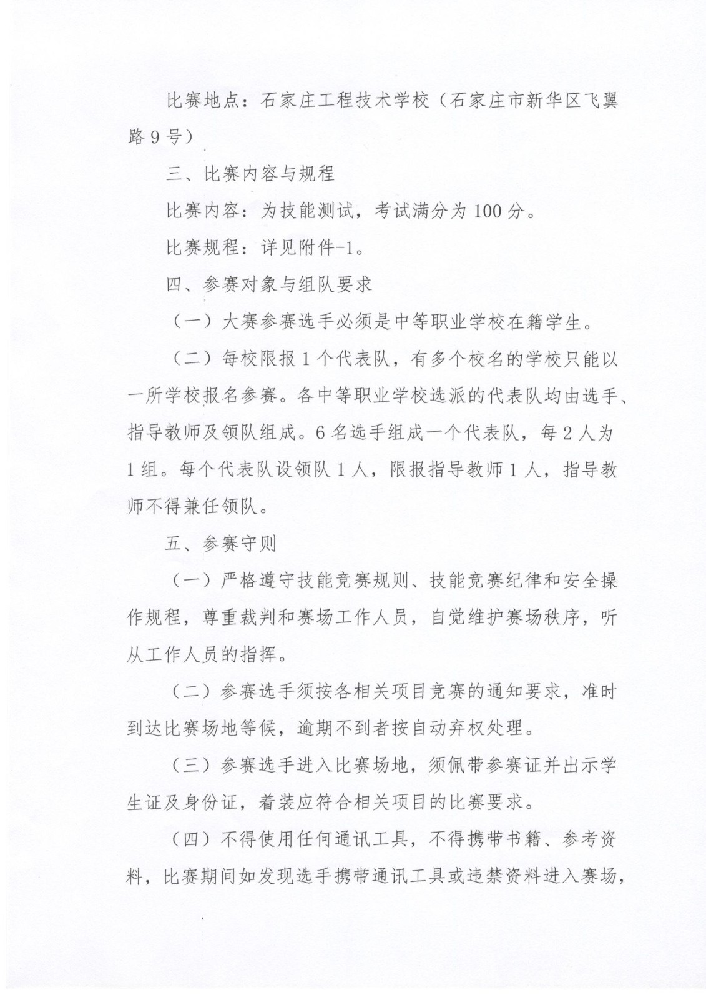 比赛地点：石家庄工程技术学校（石家庄市新华区飞翼
路9号）
三、比赛内容与规程
比赛内容：为技能测试，考试满分为100分。
比赛规程：详见附件-1。
四、参赛对象与组队要求
（一）大赛参赛选手必须是中等职业学校在籍学生。
（二）每校限报1个代表队，有多个校名的学校只能以
一所学校报名参赛。各中等职业学校选派的代表队均由选手、
指导教师及领队组成。6名选手组成一个代表队，每2人为
1组。每个代表队设领队1人，限报指导教师1人，指导教
师不得兼任领队。
五、参赛守则
（一）严格遵守技能竞赛规则、技能竞赛纪律和安全操
作规程，尊重裁判和赛场工作人员，自觉维护赛场秩序，听
从工作人员的指挥。
（二）参赛选手须按各相关项目竞赛的通知要求，准时
到达比赛场地等候，逾期不到者按自动弃权处理。
（三）参赛选手进入比赛场地，须佩带参赛证并出示学
生证及身份证，着装应符合相关项目的比赛要求。
（四）不得使用任何通讯工具，不得携带书籍、参考资
料，比赛期间如发现选手携带通讯工具或违禁资料进入赛场，